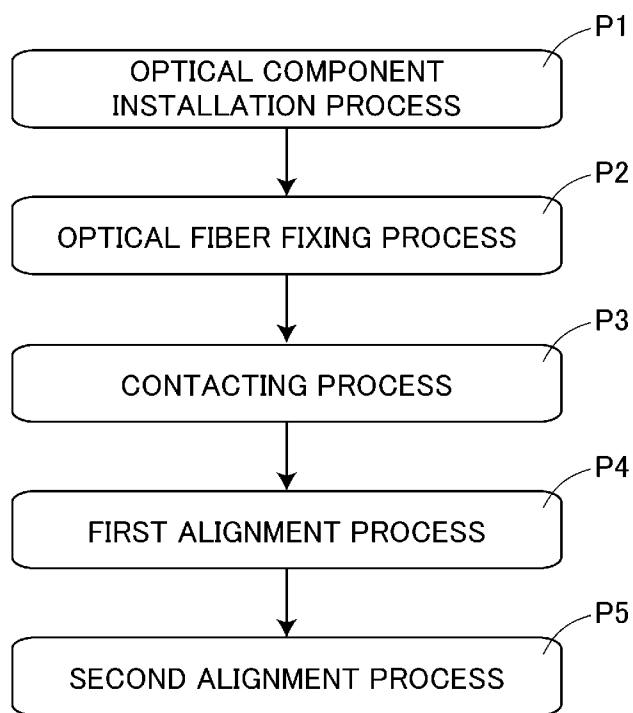 P1
OPTICAL COMPONENT
INSTALLATION PROCESS
P2
OPTICAL FIBER FIXING PROCESS
P3
CONTACTING PROCESS
P4
FIRST ALIGNMENT PROCESS
P5
SECOND ALIGNMENT PROCESS